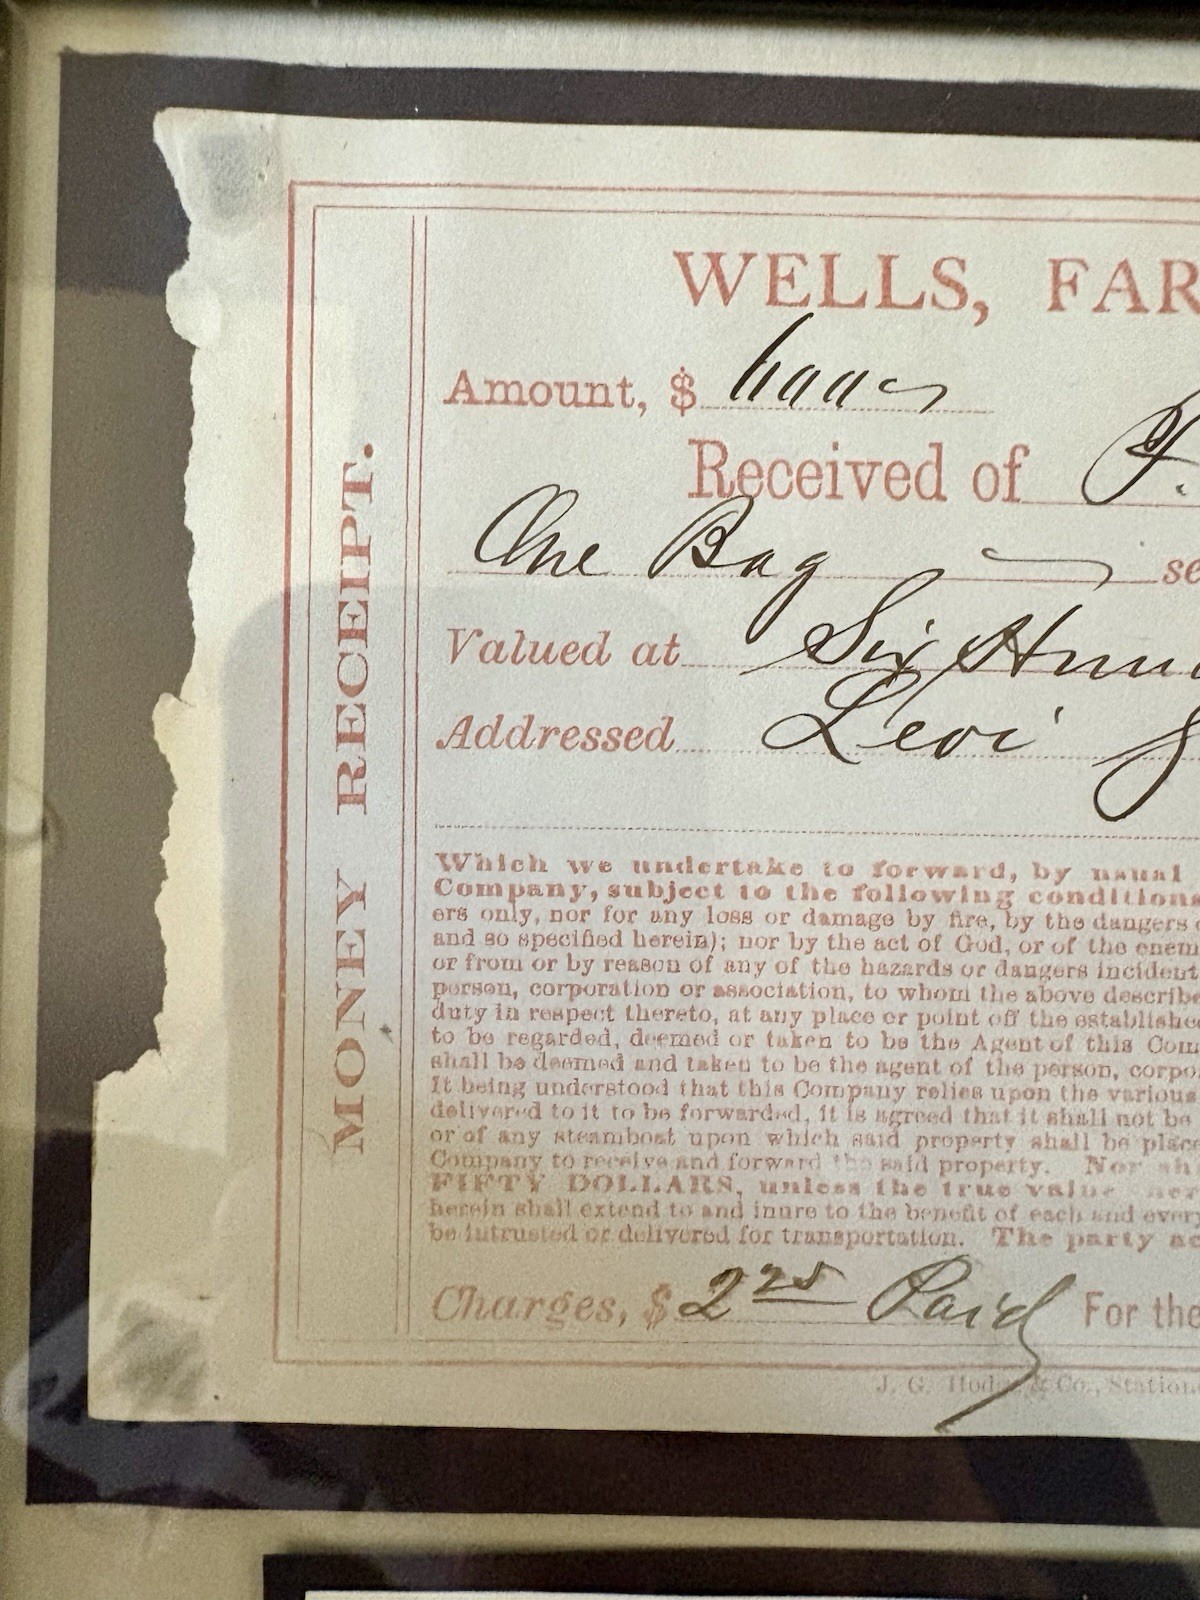 WELLS, FAR
Amount, $ 600
Received of F.
One Bag se
Valued at Six Hun
Addressed Levi S
MONEY RECEIPT.
Which we undertake to forward, by usual
Company, subject to the following conditions
ers only, nor for any loss or damage by fire, by the dangers
and so specified herein); nor by the act of God, or of the enem
or from or by reason of any of the hazards or dangers incident
person, corporation or association, to whom the above describe
duty in respect thereto, at any place or point off the established
to be regarded, deemed or taken to be the Agent of this Com
shall be deemed and taken to be the agent of the person, corpo
It being understood that this Company relies upon the various
delivered to it to be forwarded, it is agreed that it shall not be
or of any steamboat upon which said property shall be place
Company to receive and forward the said property. Nor sh
FIFTY DOLLARS, unless the true value her
herein shall extend to and inure to the benefit of each and every
be intrusted or delivered for transportation. The party ac
Charges, $ 2 25 Paid For the
J. G. Hodge & Co., Station